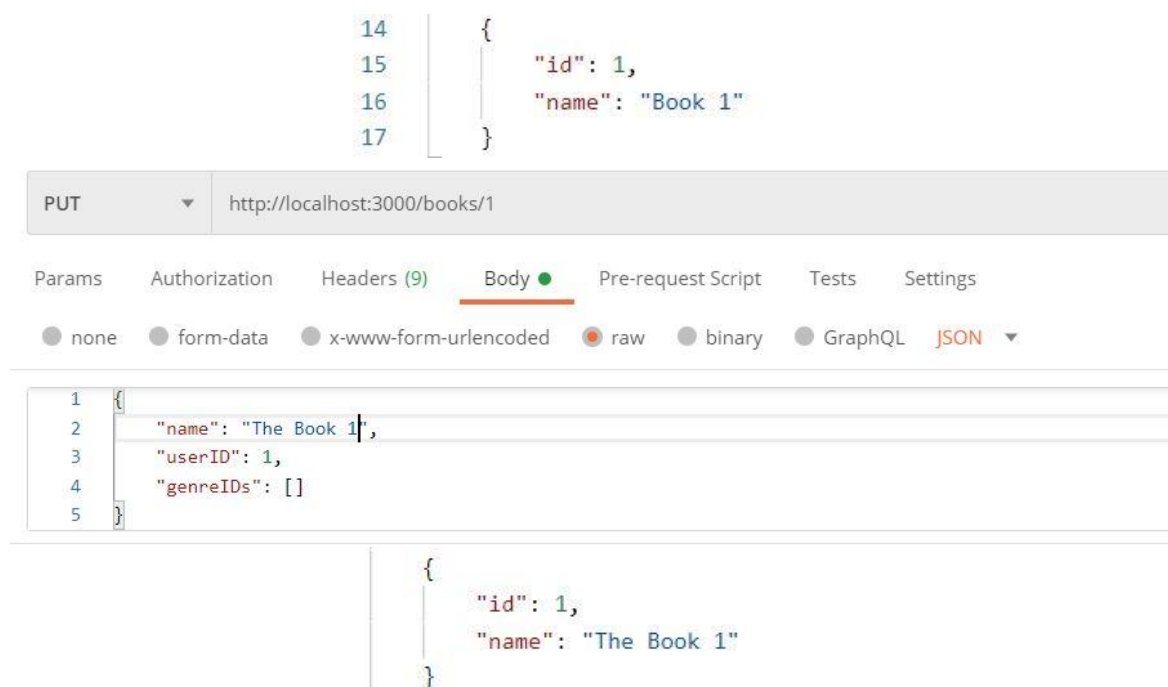 14 {
15 "id": 1,
16 "name": "Book 1"
17 }
PUT http://localhost:3000/books/1
Params Authorization Headers (9) Body Pre-request Script Tests Settings
none form-data x-www-form-urlencoded raw binary GraphQL JSON
1 {
2 "name": "The Book 1",
3 "userID": 1,
4 "genreIDs": []
5 }
{
"id": 1,
"name": "The Book 1"
}